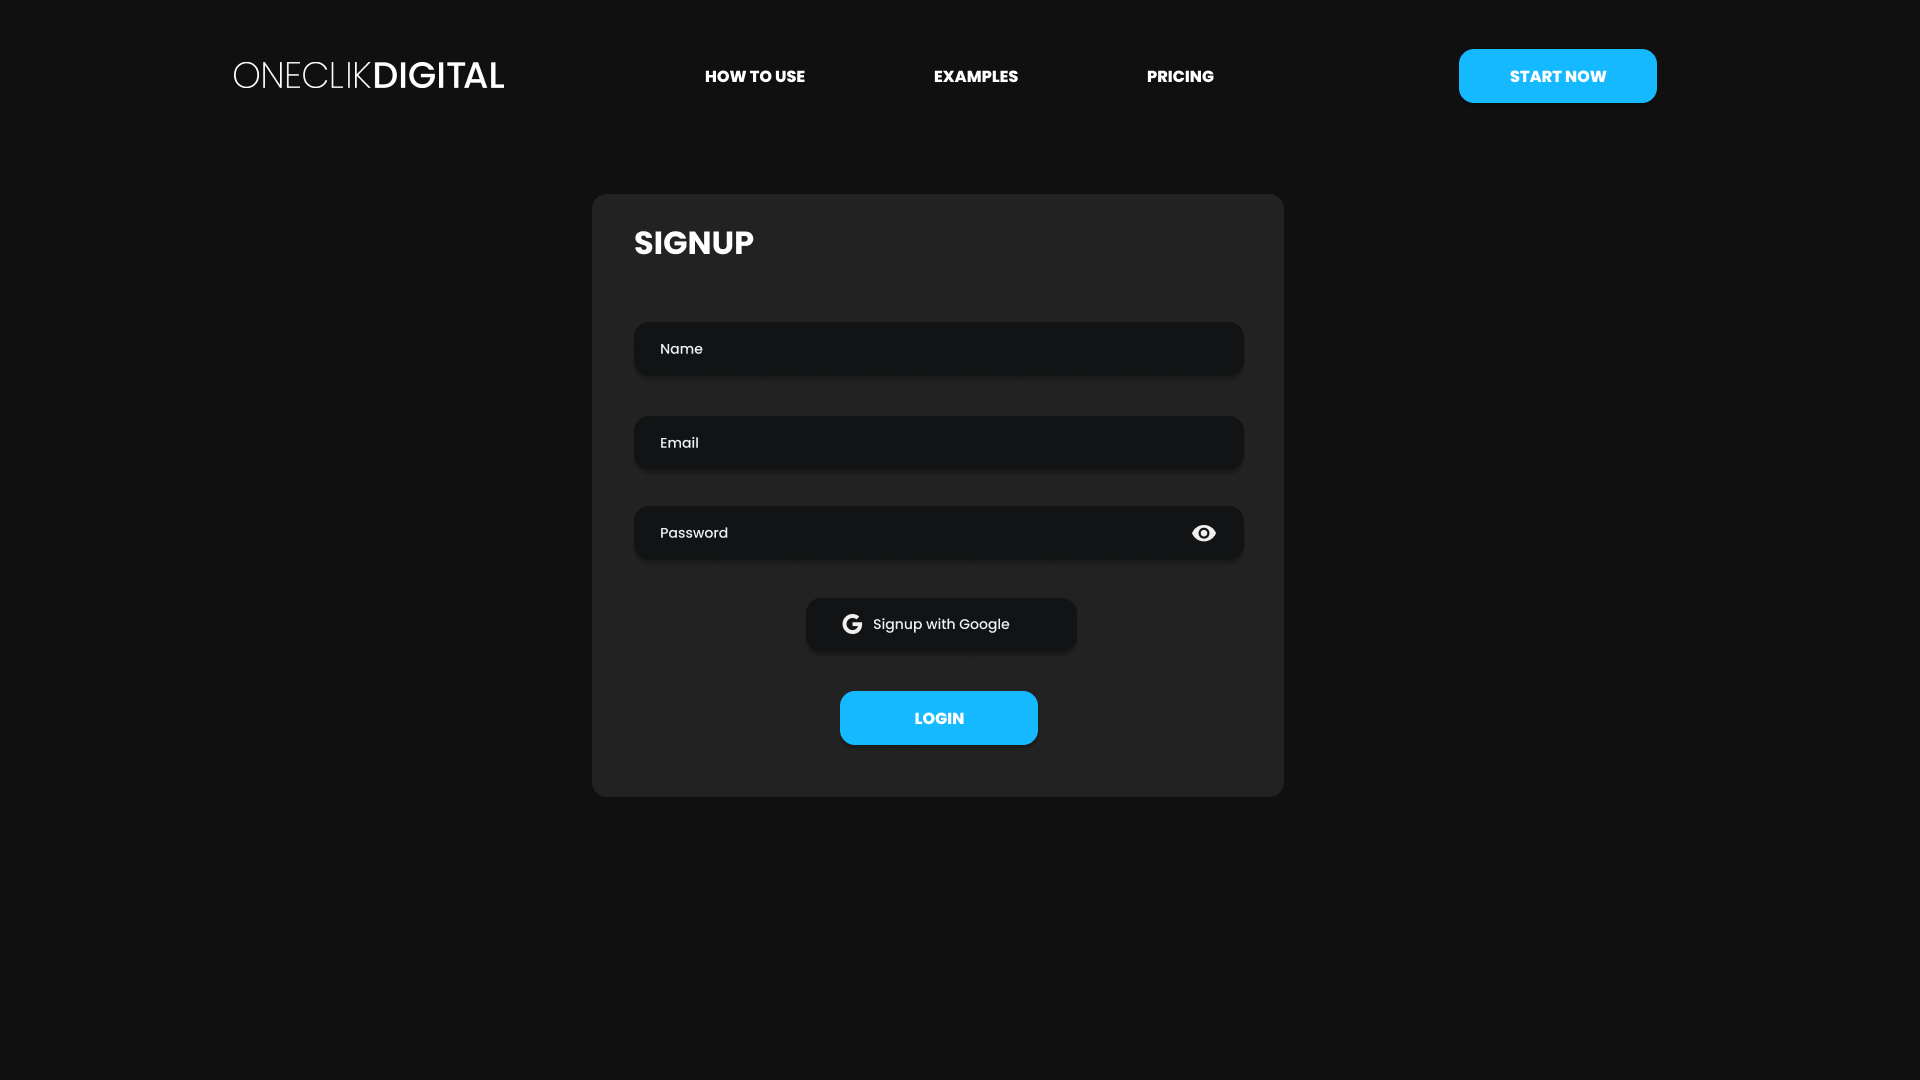 ONECLIKDIGITAL
HOW TO USE
EXAMPLES
PRICING
START NOW
SIGNUP
Name
Email
Password
Signup with Google
LOGIN